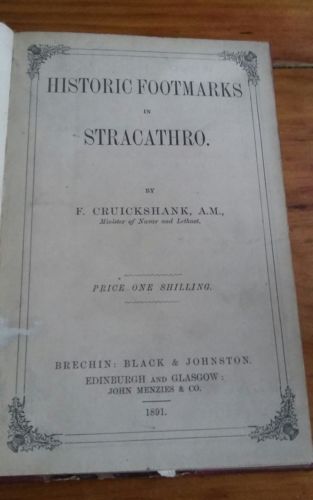 HISTORIC FOOTMARKS
IN
STRACATHRO.
BY
F. CRUICKSHANK, A.M.,
Minister of Navar and Lethnot.
PRICE ONE SHILLING.
BRECHIN: BLACK & JOHNSTON.
EDINBURGH AND GLASGOW:
JOHN MENZIES & CO.
1891.